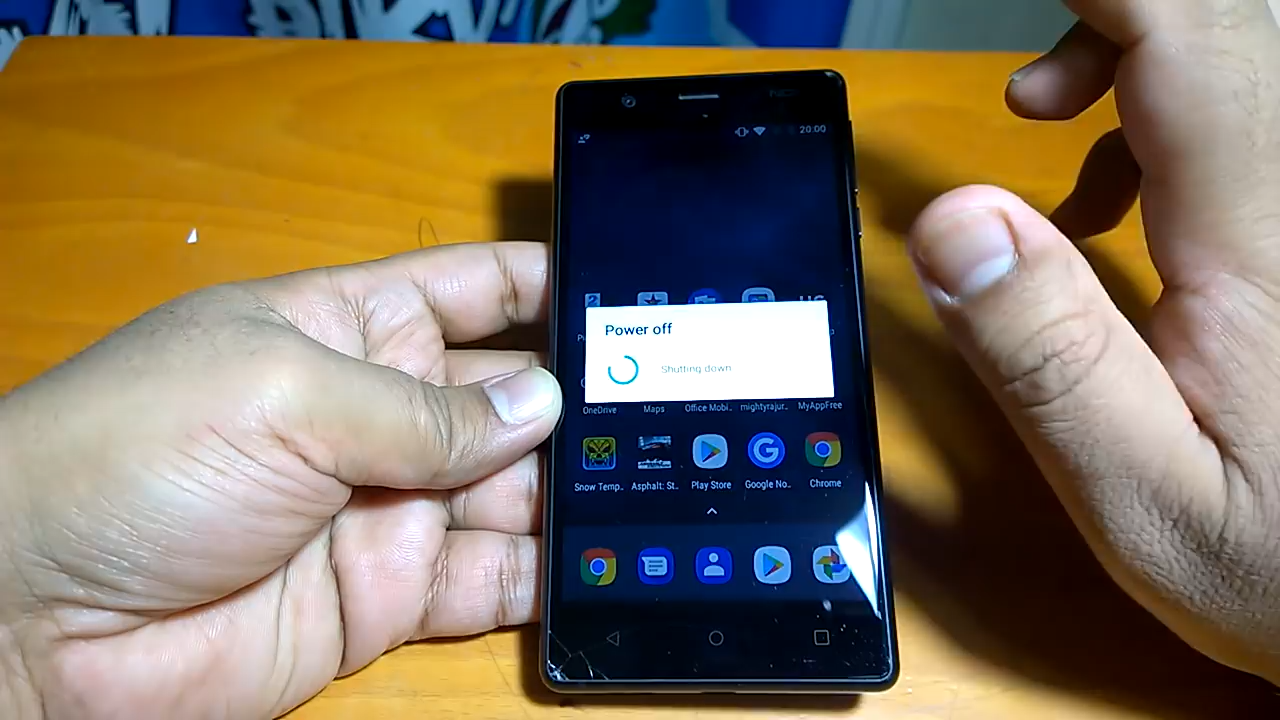 20:00
Power off
Shutting down
OneDrive
Maps
Office Mobi..
mightyrajur..
MyAppFree
Snow Temp..
Asphalt: St..
Play Store
Google No..
Chrome